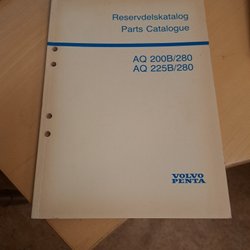 Reservdelskatalog
Parts Catalogue
AQ 200B/280
AQ 225B/280
VOLVO
PENTA